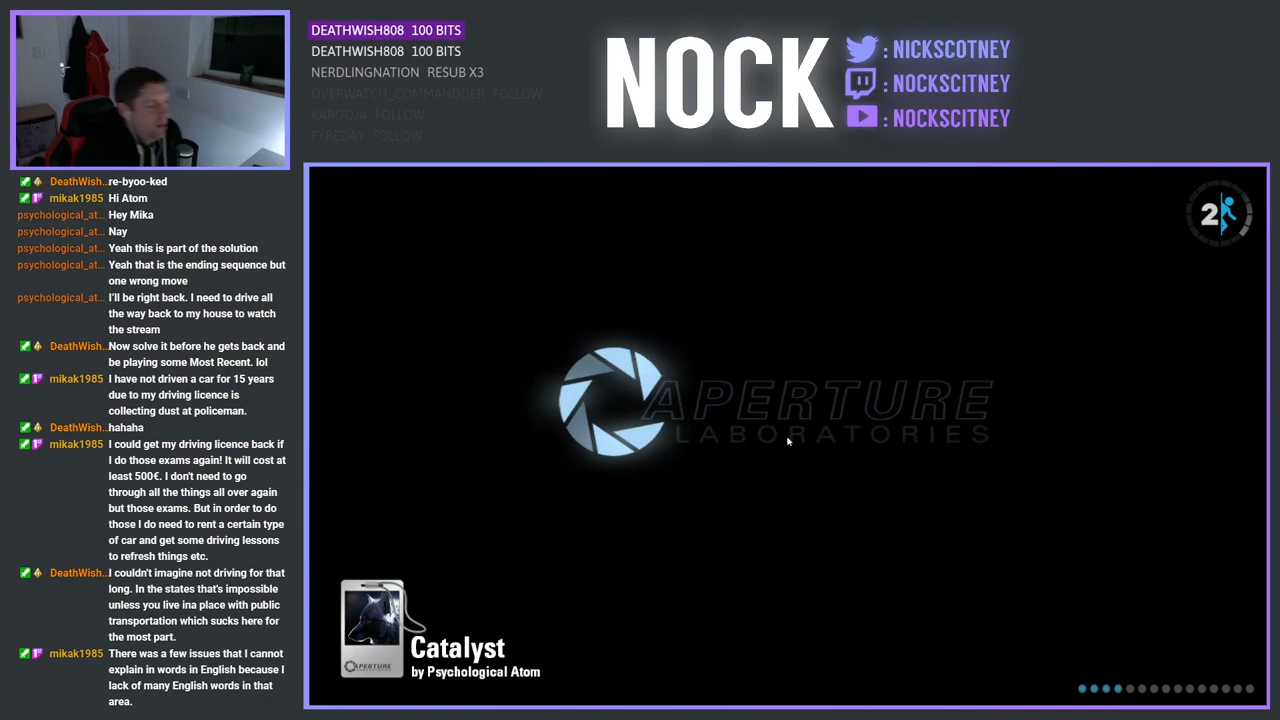 DEATHWISH808 100 BITS
DEATHWISH808 100 BITS
NERDLINGNATION RESUB X3
OVERWATCH_COMMANDDER FOLLOW
KAROOJA FOLLOW
FYREDAY FOLLOW
NOCK
: NICKSCOTNEY
: NOCKSCITNEY
: NOCKSCITNEY
DeathWish.. re-byoo-ked
mikak1985 Hi Atom
psychological_at... Hey Mika
psychological_at... Nay
psychological_at... Yeah this is part of the solution
psychological_at... Yeah that is the ending sequence but
one wrong move
psychological_at... I'll be right back. I need to drive all
the way back to my house to watch
the stream
DeathWish.. Now solve it before he gets back and
be playing some Most Recent. lol
mikak1985 I have not driven a car for 15 years
due to my driving licence is
collecting dust at policeman.
DeathWish.. hahaha
mikak1985 I could get my driving licence back if
I do those exams again! It will cost at
least 500€. I don't need to go
through all the things all over again
but those exams. But in order to do
those I do need to rent a certain type
of car and get some driving lessons
to refresh things etc.
DeathWish.. I couldn't imagine not driving for that
long. In the states that's impossible
unless you live ina place with public
transportation which sucks here for
the most part.
mikak1985 There was a few issues that I cannot
explain in words in English because I
lack of many English words in that
area.
2
APERTURE
LABORATORIES
APERTURE
Catalyst
by Psychological Atom